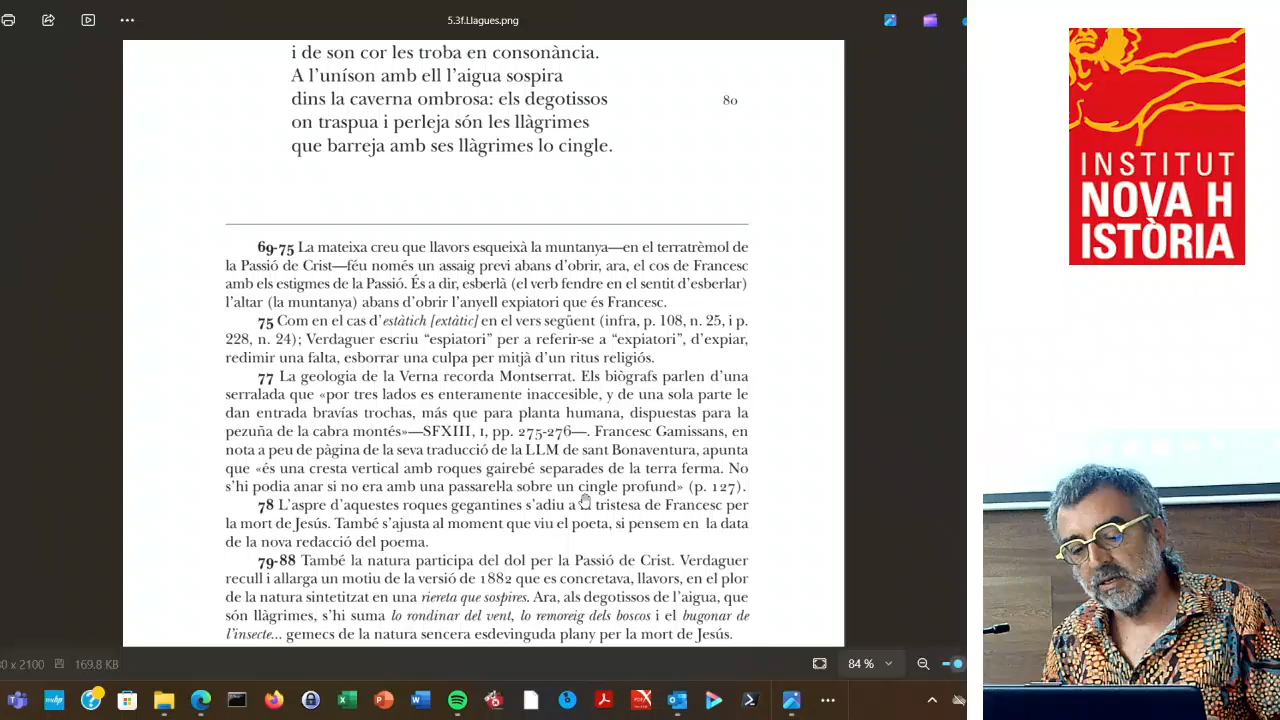 5.3f.Llagues.png
i de son cor les troba en consonància.
A l’uníson amb ell l’aigua sospira
dins la caverna ombrosa: els degotissos
80
on traspua i perleja són les llàgrimes
que barreja amb ses llàgrimes lo cingle.
69-75 La mateixa creu que llavors esqueixà la muntanya—en el terratrèmol de
la Passió de Crist—féu només un assaig previ abans d’obrir, ara, el cos de Francesc
amb els estigmes de la Passió. És a dir, esberlà (el verb fendre en el sentit d’esberlar)
l’altar (la muntanya) abans d’obrir l’anyell expiatori que és Francesc.
75 Com en el cas d’estàtich [extàtic] en el vers següent (infra, p. 108, n. 25, i p.
228, n. 24); Verdaguer escriu “espiatori” per a referir-se a “expiatori”, d’expiar,
redimir una falta, esborrar una culpa per mitjà d’un ritus religiós.
77 La geologia de la Verna recorda Montserrat. Els biògrafs parlen d’una
serralada que «por tres lados es enteramente inaccesible, y de una sola parte le
dan entrada bravías trochas, más que para planta humana, dispuestas para la
pezuña de la cabra montés»—SFXIII, I, pp. 275-276—. Francesc Gamissans, en
nota a peu de pàgina de la seva traducció de la LLM de sant Bonaventura, apunta
que «és una cresta vertical amb roques gairebé separades de la terra ferma. No
s’hi podia anar si no era amb una passarel·la sobre un cingle profund» (p. 127).
78 L’aspre d’aquestes roques gegantines s’adiu a tristesa de Francesc per
la mort de Jesús. També s’ajusta al moment que viu el poeta, si pensem en la data
de la nova redacció del poema.
79-88 També la natura participa del dol per la Passió de Crist. Verdaguer
recull i allarga un motiu de la versió de 1882 que es concretava, llavors, en el plor
de la natura sintetitzat en una riereta que sospires. Ara, als degotissos de l’aigua, que
són llàgrimes, s’hi suma lo rondinar del vent, lo remoreig dels boscos i el bugonar de
l’insecte... gemecs de la natura sencera esdevinguda plany per la mort de Jesús.
x 2100
169.8 KB
84 %
INSTITUT
NOVA H
ISTÒRIA